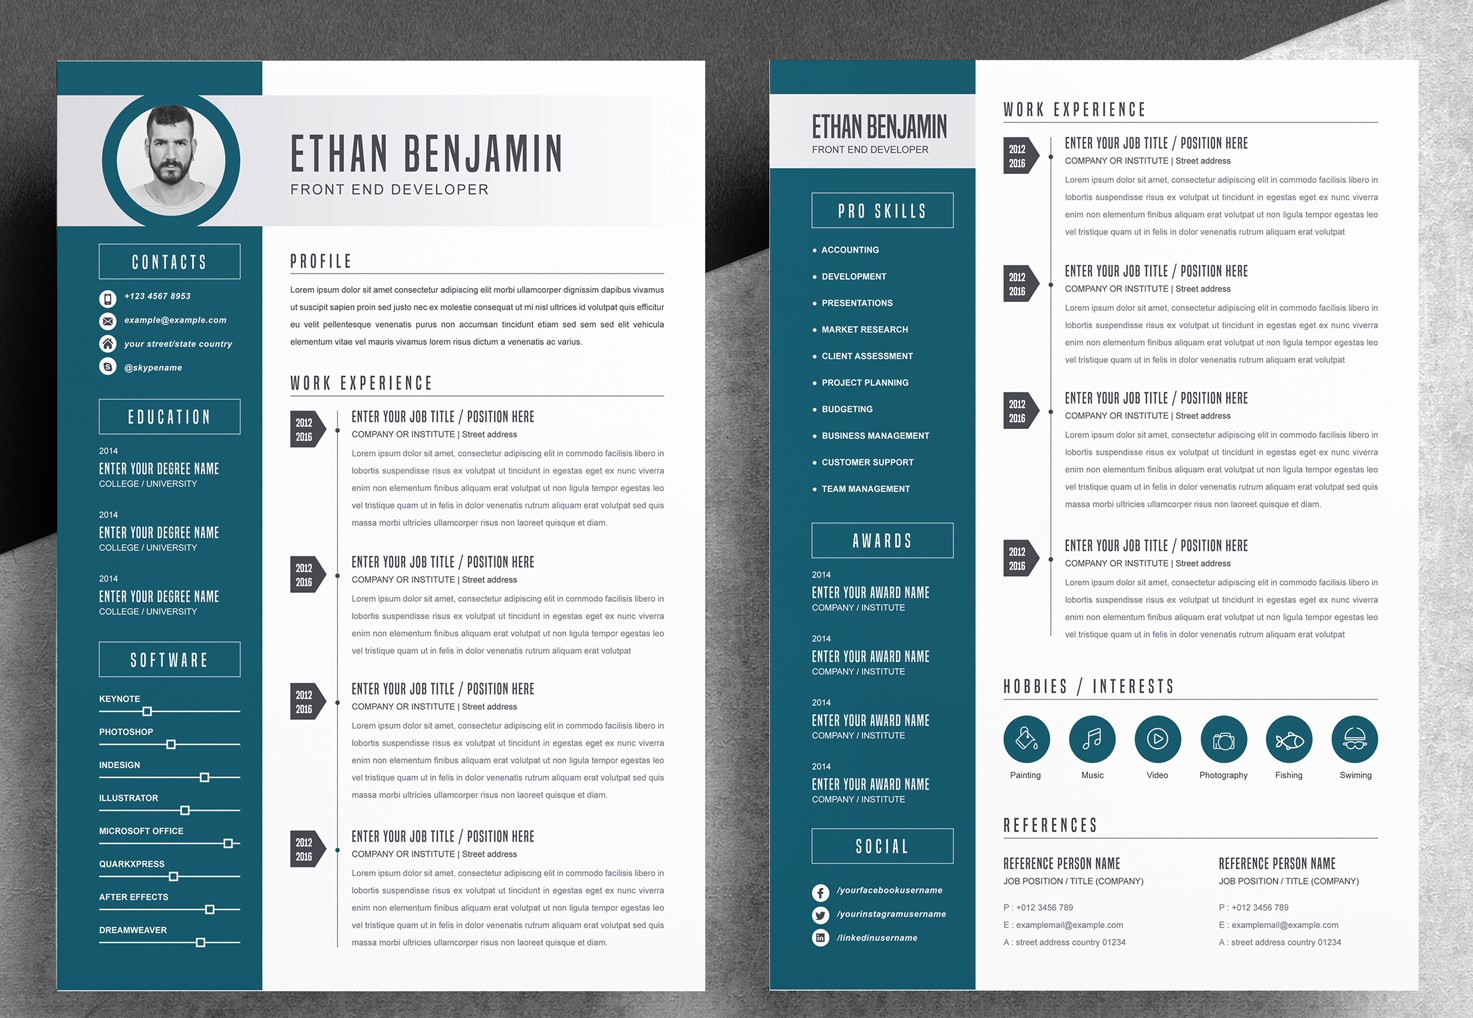 ETHAN BENJAMIN
FRONT END DEVELOPER
CONTACTS
+123 4567 8953
example@example.com
your street/state country
@skypename
EDUCATION
2014
ENTER YOUR DEGREE NAME
COLLEGE / UNIVERSITY
2014
ENTER YOUR DEGREE NAME
COLLEGE / UNIVERSITY
2014
ENTER YOUR DEGREE NAME
COLLEGE / UNIVERSITY
SOFTWARE
KEYNOTE
PHOTOSHOP
INDESIGN
ILLUSTRATOR
MICROSOFT OFFICE
QUARKXPRESS
AFTER EFFECTS
DREAMWEAVER
PROFILE
Lorem ipsum dolor sit amet consectetur adipiscing elit morbi ullamcorper dignissim dapibus vivamus
ut suscipit sapien proin sed justo nec ex molestie consequat ut mi nisl ultrices id volutpat quis efficitur
eu velit pellentesque venenatis purus non accumsan tincidunt etiam sed sem sed elit vehicula
elementum vitae vel mauris vivamus lorem risus dictum a venenatis ac varius.
WORK EXPERIENCE
2012
2016
ENTER YOUR JOB TITLE / POSITION HERE
COMPANY OR INSTITUTE | Street address
Lorem ipsum dolor sit amet, consectetur adipiscing elit in commodo facilisis libero in
lobortis suspendisse risus ex volutpat ut tincidunt in egestas eget ex nunc viverra
enim non elementum finibus aliquam erat volutpat ut non ligula tempor egestas leo
vel tristique quam ut in felis in dolor venenatis rutrum aliquam erat volutpat sed quis
massa morbi ultricies ullamcorper risus non laoreet quisque et diam.
2012
2016
ENTER YOUR JOB TITLE / POSITION HERE
COMPANY OR INSTITUTE | Street address
Lorem ipsum dolor sit amet, consectetur adipiscing elit in commodo facilisis libero in
lobortis suspendisse risus ex volutpat ut tincidunt in egestas eget ex nunc viverra
enim non elementum finibus aliquam erat volutpat ut non ligula tempor egestas leo
vel tristique quam ut in felis in dolor venenatis rutrum aliquam erat volutpat
2012
2016
ENTER YOUR JOB TITLE / POSITION HERE
COMPANY OR INSTITUTE | Street address
Lorem ipsum dolor sit amet, consectetur adipiscing elit in commodo facilisis libero in
lobortis suspendisse risus ex volutpat ut tincidunt in egestas eget ex nunc viverra
enim non elementum finibus aliquam erat volutpat ut non ligula tempor egestas leo
vel tristique quam ut in felis in dolor venenatis rutrum aliquam erat volutpat sed quis
massa morbi ultricies ullamcorper risus non laoreet quisque et diam.
2012
2016
ENTER YOUR JOB TITLE / POSITION HERE
COMPANY OR INSTITUTE | Street address
Lorem ipsum dolor sit amet, consectetur adipiscing elit in commodo facilisis libero in
lobortis suspendisse risus ex volutpat ut tincidunt in egestas eget ex nunc viverra
enim non elementum finibus aliquam erat volutpat ut non ligula tempor egestas leo
vel tristique quam ut in felis in dolor venenatis rutrum aliquam erat volutpat sed quis
massa morbi ultricies ullamcorper risus non laoreet quisque et diam.
ETHAN BENJAMIN
FRONT END DEVELOPER
PRO SKILLS
• ACCOUNTING
• DEVELOPMENT
• PRESENTATIONS
• MARKET RESEARCH
• CLIENT ASSESSMENT
• PROJECT PLANNING
• BUDGETING
• BUSINESS MANAGEMENT
• CUSTOMER SUPPORT
• TEAM MANAGEMENT
AWARDS
2014
ENTER YOUR AWARD NAME
COMPANY / INSTITUTE
2014
ENTER YOUR AWARD NAME
COMPANY / INSTITUTE
2014
ENTER YOUR AWARD NAME
COMPANY / INSTITUTE
2014
ENTER YOUR AWARD NAME
COMPANY / INSTITUTE
SOCIAL
/yourfacebookusername
/yourinstagramusername
/linkedinusername
WORK EXPERIENCE
2012
2016
ENTER YOUR JOB TITLE / POSITION HERE
COMPANY OR INSTITUTE | Street address
Lorem ipsum dolor sit amet, consectetur adipiscing elit in commodo facilisis libero in
lobortis suspendisse risus ex volutpat ut tincidunt in egestas eget ex nunc viverra
enim non elementum finibus aliquam erat volutpat ut non ligula tempor egestas leo
vel tristique quam ut in felis in dolor venenatis rutrum aliquam erat volutpat
2012
2016
ENTER YOUR JOB TITLE / POSITION HERE
COMPANY OR INSTITUTE | Street address
Lorem ipsum dolor sit amet, consectetur adipiscing elit in commodo facilisis libero in
lobortis suspendisse risus ex volutpat ut tincidunt in egestas eget ex nunc viverra
enim non elementum finibus aliquam erat volutpat ut non ligula tempor egestas leo
vel tristique quam ut in felis in dolor venenatis rutrum aliquam erat volutpat
2012
2016
ENTER YOUR JOB TITLE / POSITION HERE
COMPANY OR INSTITUTE | Street address
Lorem ipsum dolor sit amet, consectetur adipiscing elit in commodo facilisis libero in
lobortis suspendisse risus ex volutpat ut tincidunt in egestas eget ex nunc viverra
enim non elementum finibus aliquam erat volutpat ut non ligula tempor egestas leo
vel tristique quam ut in felis in dolor venenatis rutrum aliquam erat volutpat sed quis
massa morbi ultricies ullamcorper risus non laoreet quisque et diam.
2012
2016
ENTER YOUR JOB TITLE / POSITION HERE
COMPANY OR INSTITUTE | Street address
Lorem ipsum dolor sit amet, consectetur adipiscing elit in commodo facilisis libero in
lobortis suspendisse risus ex volutpat ut tincidunt in egestas eget ex nunc viverra
enim non elementum finibus aliquam erat volutpat ut non ligula tempor egestas leo
vel tristique quam ut in felis in dolor venenatis rutrum aliquam erat volutpat
HOBBIES / INTERESTS
Painting
Music
Video
Photography
Fishing
Swiming
REFERENCES
REFERENCE PERSON NAME
JOB POSITION / TITLE (COMPANY)
P : +012 3456 789
E : examplemail@example.com
A : street address country 01234
REFERENCE PERSON NAME
JOB POSITION / TITLE (COMPANY)
P : +012 3456 789
E : examplemail@example.com
A : street address country 01234